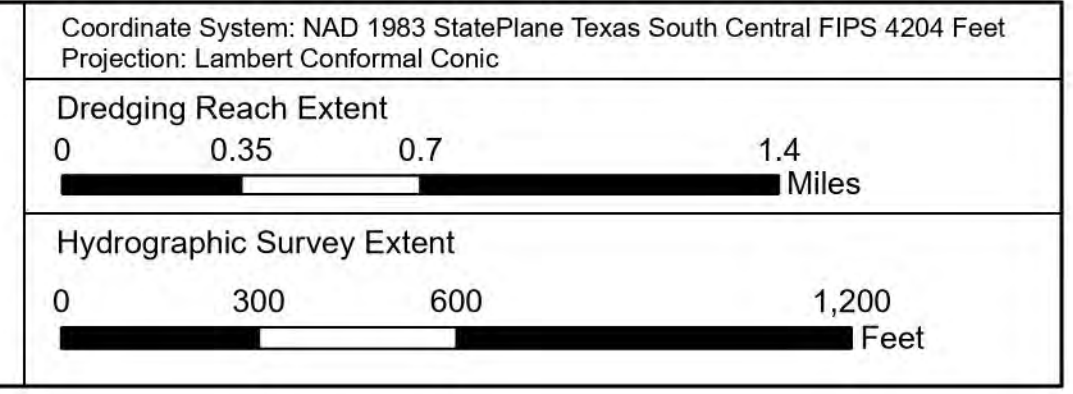 Coordinate System: NAD 1983 StatePlane Texas South Central FIPS 4204 Feet
Projection: Lambert Conformal Conic
Dredging Reach Extent
0 0.35 0.7 1.4
Miles
Hydrographic Survey Extent
0 300 600 1,200
Feet